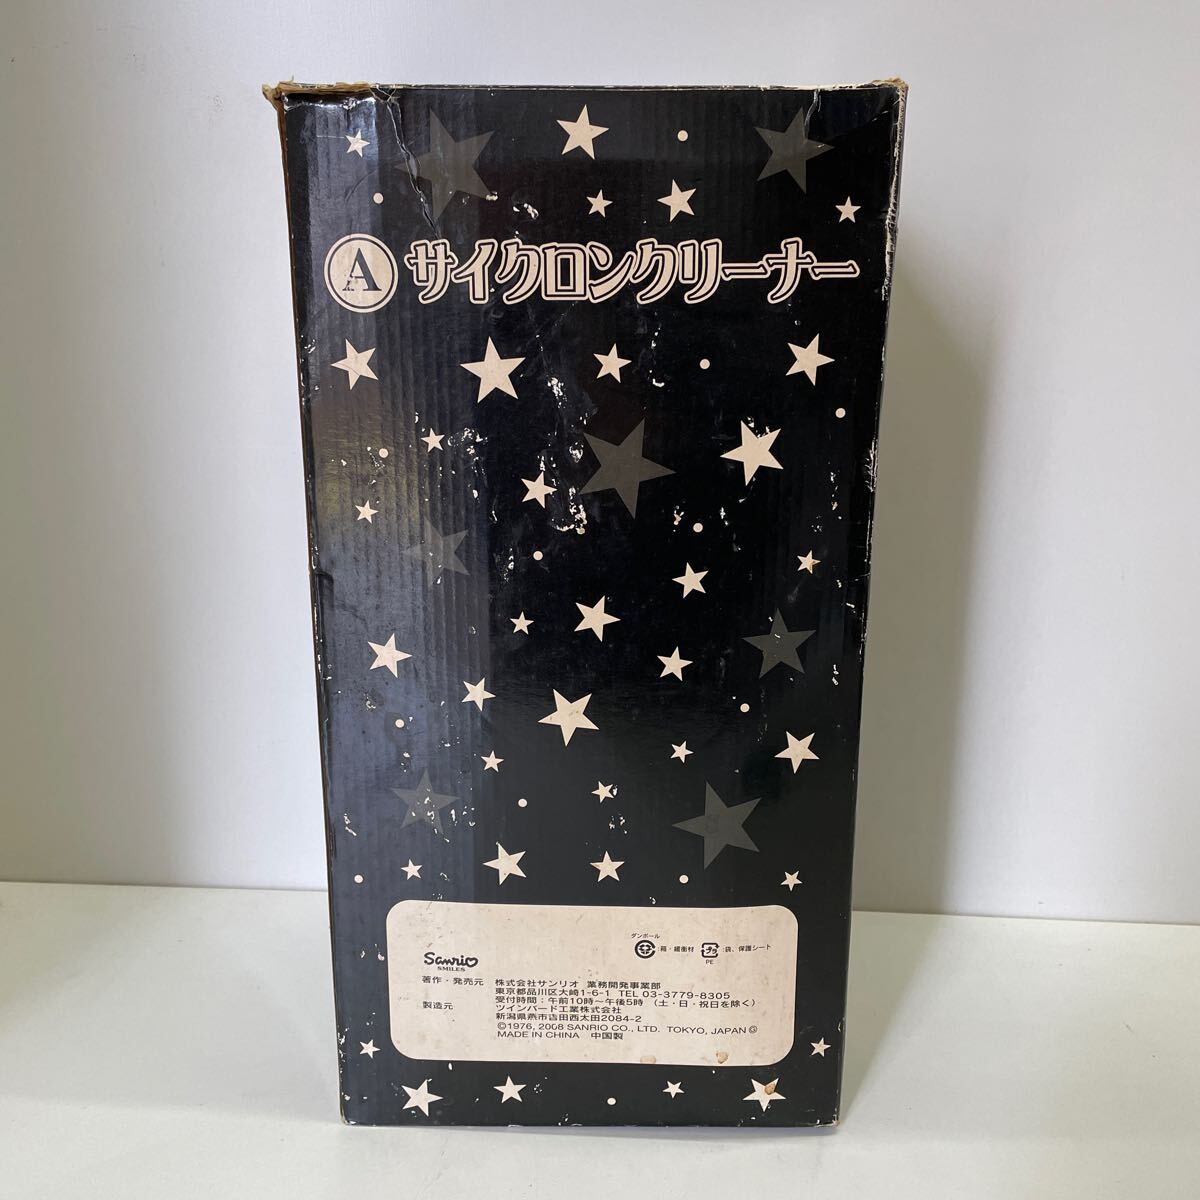 A サイクロンクリーナー
ダンボール
:箱・緩衝材 プラ :袋、保護シート
PE
Sanrio
SMILES
著作・発売元 株式会社サンリオ 業務開発事業部
東京都品川区大崎1-6-1 TEL 03-3779-8305
受付時間:午前10時〜午後5時 (土・日・祝日を除く)
製造元 ツインバード工業株式会社
新潟県燕市吉田西太田2084-2
©1976, 2008 SANRIO CO., LTD. TOKYO, JAPAN Ⓖ
MADE IN CHINA 中国製